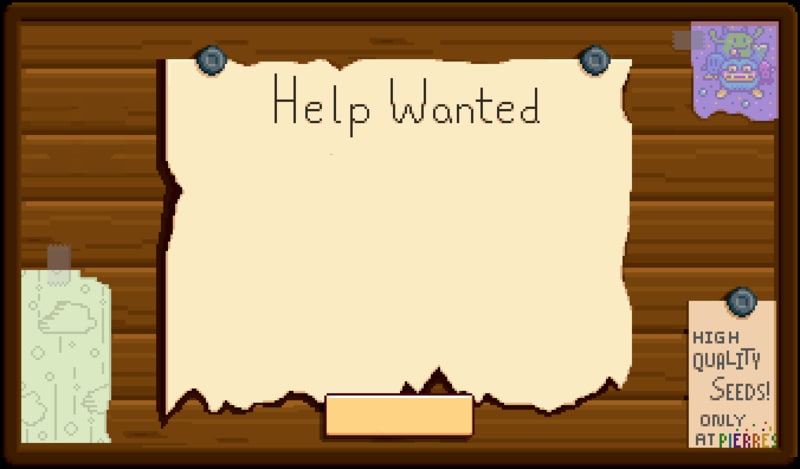 Help Wanted
HIGH
QUALITY
SEEDS!
ONLY...
AT PIERRE'S